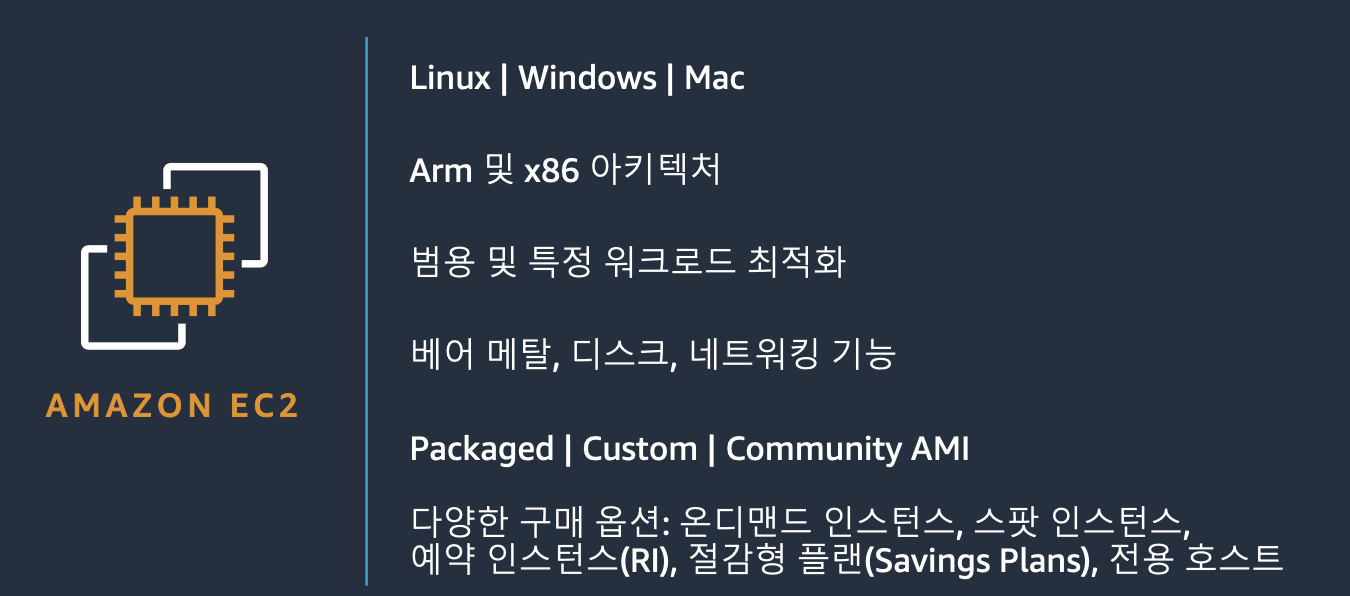 AMAZON EC2
Linux | Windows | Mac
Arm 및 x86 아키텍처
범용 및 특정 워크로드 최적화
베어 메탈, 디스크, 네트워킹 기능
Packaged | Custom | Community AMI
다양한 구매 옵션: 온디맨드 인스턴스, 스팟 인스턴스,
예약 인스턴스(RI), 절감형 플랜(Savings Plans), 전용 호스트